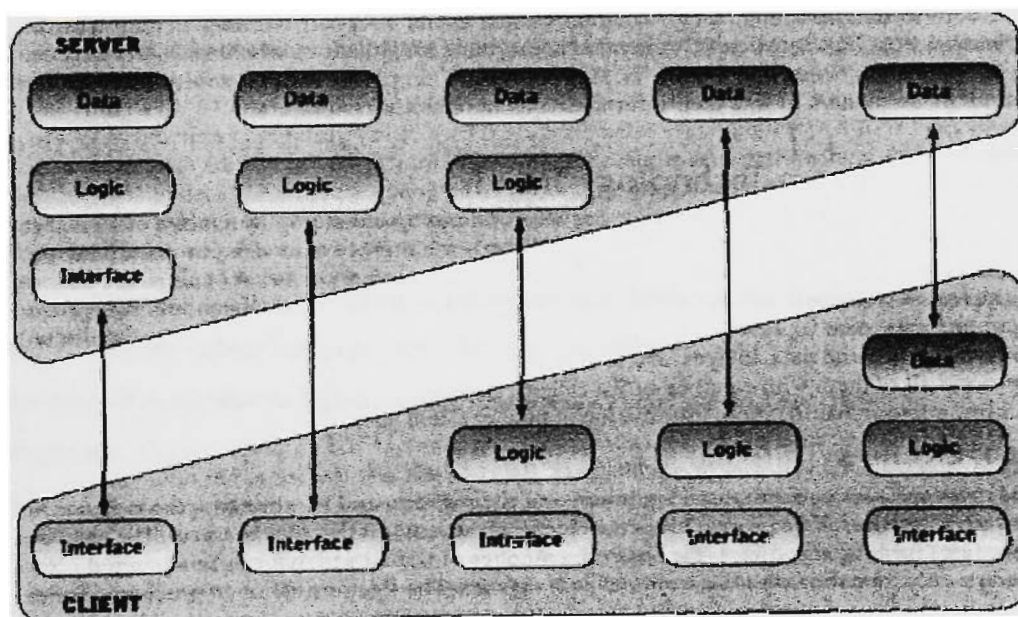 SERVER
Data Data Data Data Data
Logic Logic Logic
Interface
Data
Logic Logic Logic
Interface Interface Interface Interface Interface
CLIENT